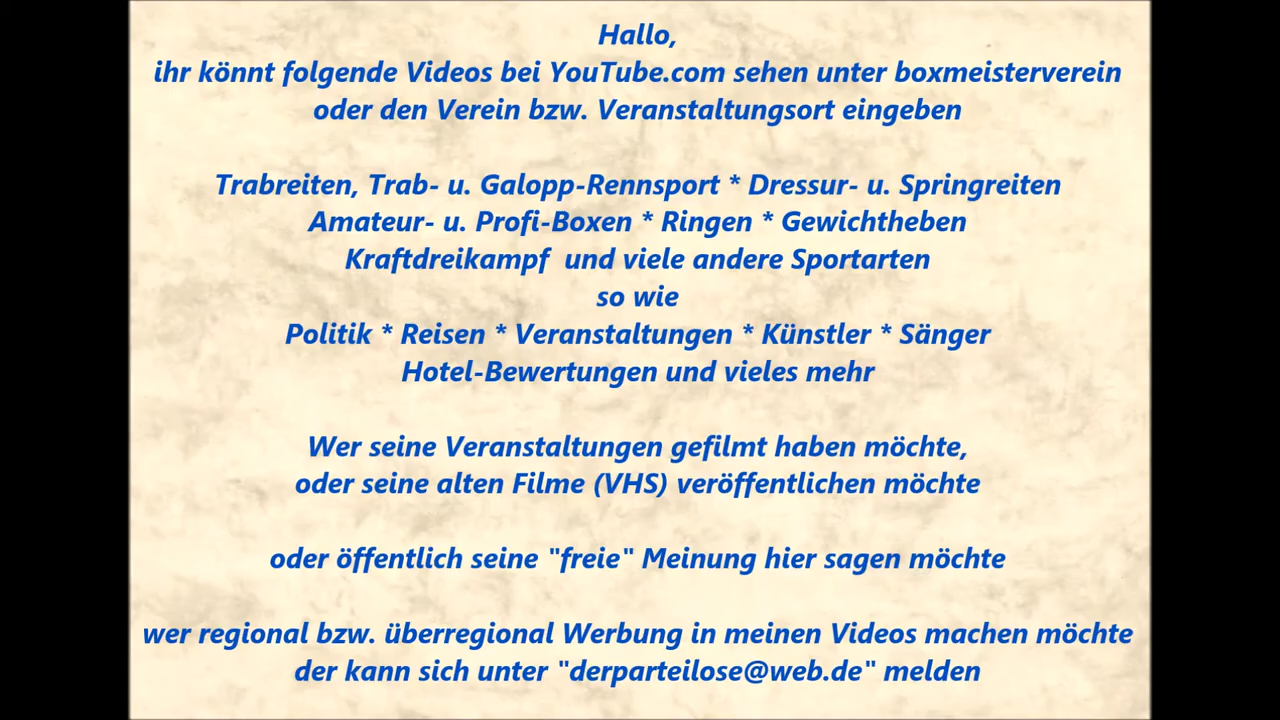 Hallo,
ihr könnt folgende Videos bei YouTube.com sehen unter boxmeisterverein
oder den Verein bzw. Veranstaltungsort eingeben
Trabreiten, Trab- u. Galopp-Rennsport * Dressur- u. Springreiten
Amateur- u. Profi-Boxen * Ringen * Gewichtheben
Kraftdreikampf  und viele andere Sportarten
so wie
Politik * Reisen * Veranstaltungen * Künstler * Sänger
Hotel-Bewertungen und vieles mehr
Wer seine Veranstaltungen gefilmt haben möchte,
oder seine alten Filme (VHS) veröffentlichen möchte
oder öffentlich seine "freie" Meinung hier sagen möchte
wer regional bzw. überregional Werbung in meinen Videos machen möchte
der kann sich unter "derparteilose@web.de" melden